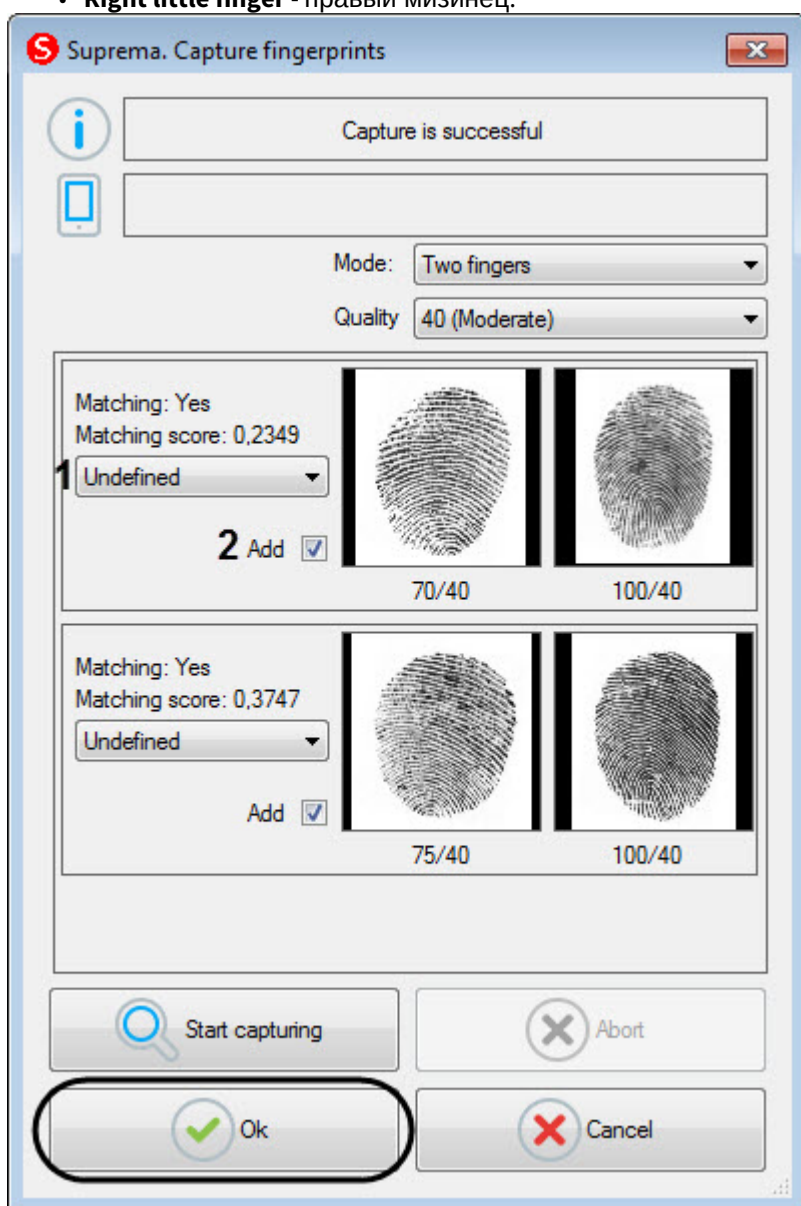 • Right little finger - правый мизинец.
Suprema. Capture fingerprints
Capture is successful
Mode: Two fingers
Quality 40 (Moderate)
Matching: Yes
Matching score: 0,2349
1 Undefined
2 Add
70/40 100/40
Matching: Yes
Matching score: 0,3747
Undefined
Add
75/40 100/40
Start capturing Abort
Ok Cancel